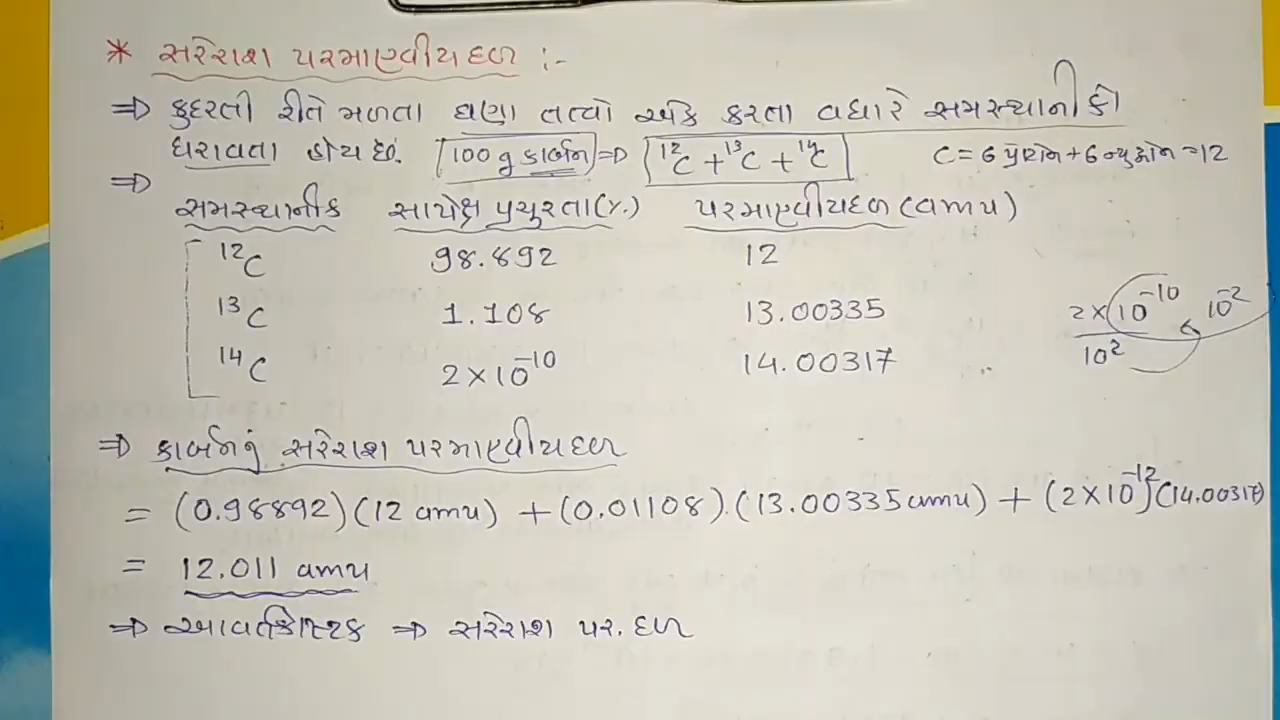 * સરેરાશ પરમાણ્વીય દળ :-
⇒ કુદરતી રીતે મળતા ઘણા તત્વો એક કરતા વધારે સમસ્થાનીકો
ધરાવતા હોય છે. 100 g કાર્બન ⇒ ¹²C + ¹³C + ¹⁴C C = 6 પ્રોટોન + 6 ન્યુટ્રોન = 12
⇒
સમસ્થાનીક સાપેક્ષ પ્રચુરતા(%) પરમાણ્વીયદળ (amu)
¹²C 98.892 12
¹³C 1.108 13.00335
¹⁴C 2 × 10⁻¹⁰ 14.00317
2 × 10⁻¹⁰ 10⁻²
10²
⇒ કાર્બનનું સરેરાશ પરમાણ્વીયદળ
= (0.98892) (12 amu) + (0.01108).(13.00335 amu) + (2 × 10⁻¹²) (14.00317)
= 12.011 amu
⇒ આવર્તકોષ્ટક ⇒ સરેરાશ પર. દળ